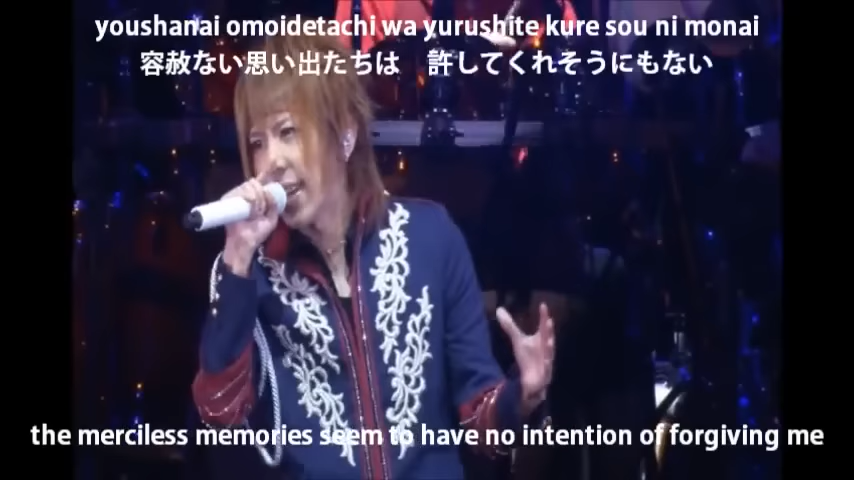 youshanai omoidetachi wa yurushite kure sou ni monai
容赦ない思い出たちは　許してくれそうにもない
the merciless memories seem to have no intention of forgiving me